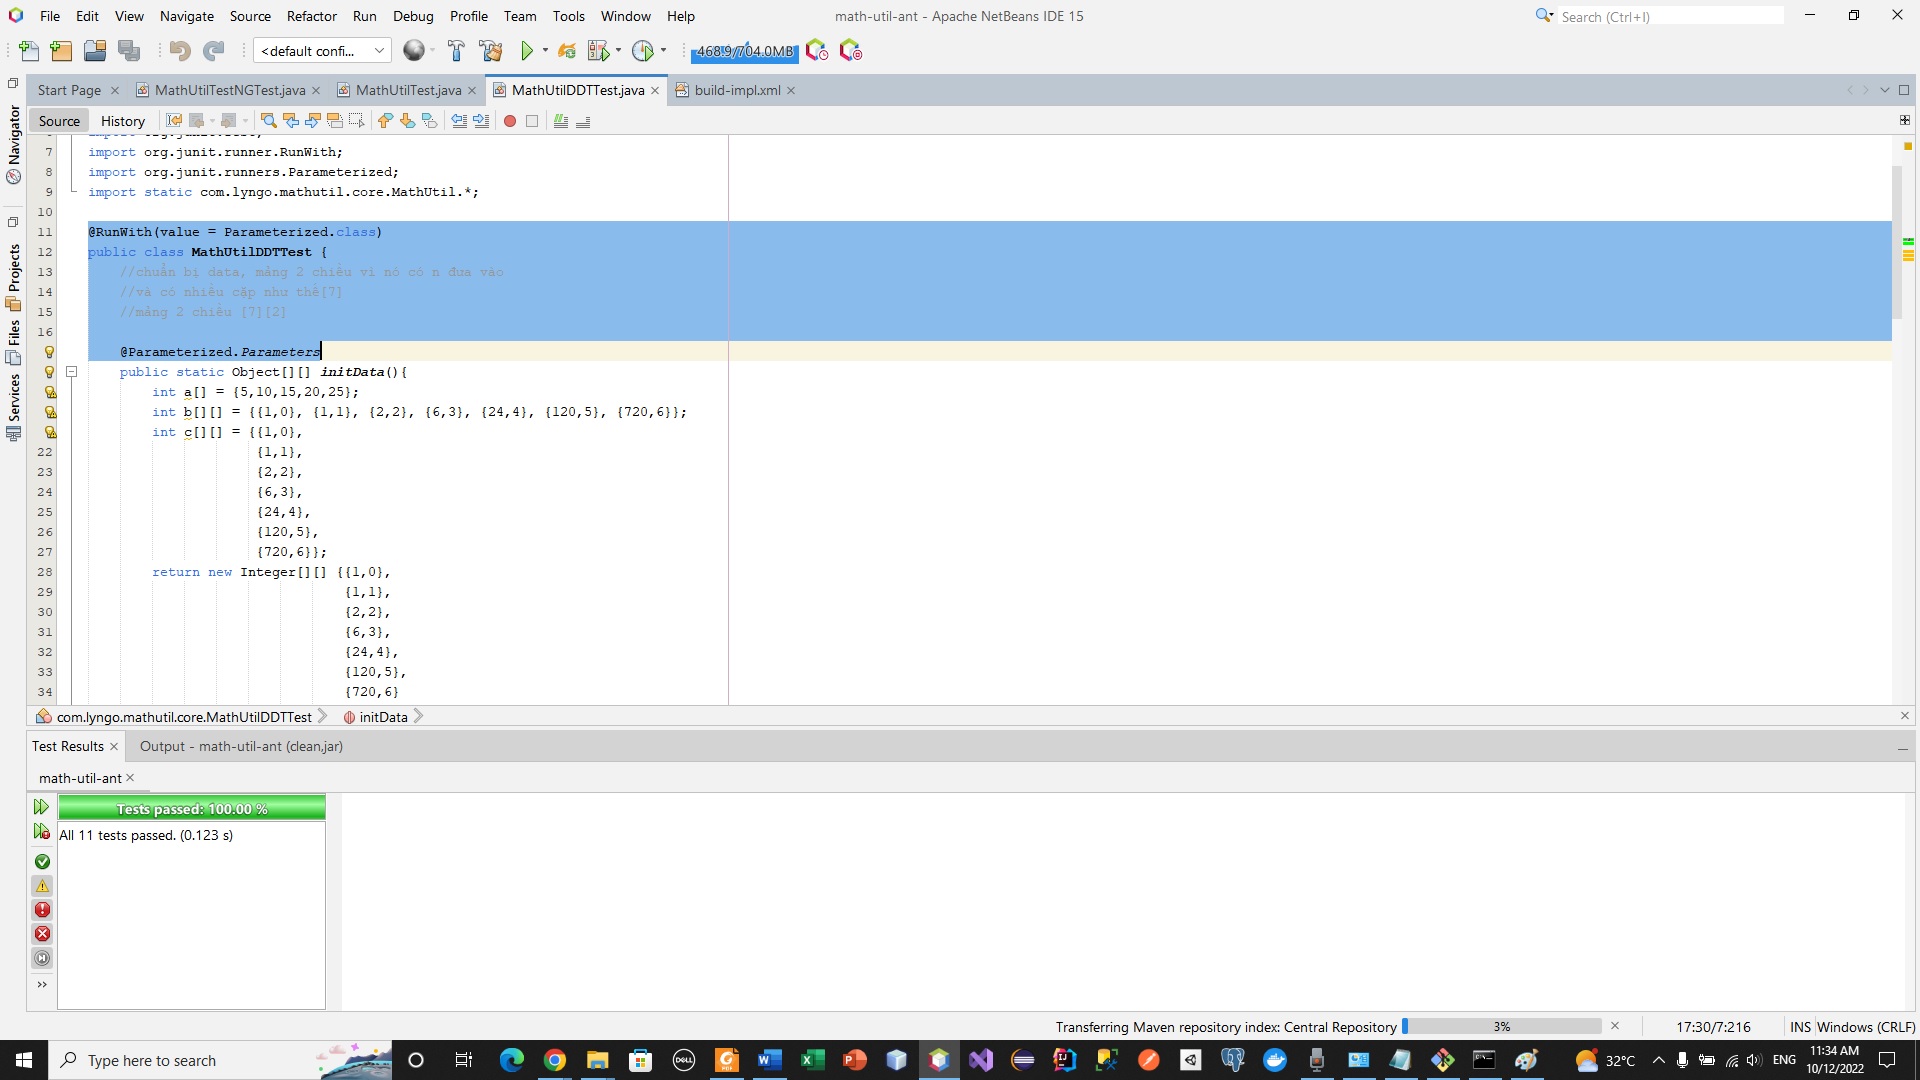 File Edit View Navigate Source Refactor Run Debug Profile Team Tools Window Help
math-util-ant - Apache NetBeans IDE 15
Search (Ctrl+I)
<default confi...
468.9/704.0MB
Start Page
MathUtilTestNGTest.java
MathUtilTest.java
MathUtilDDTTest.java
build-impl.xml
Source History
Navigator
Projects
Files
Services
7 import org.junit.runner.RunWith;
8 import org.junit.runners.Parameterized;
9 import static com.lyngo.mathutil.core.MathUtil.*;
10
11 @RunWith(value = Parameterized.class)
12 public class MathUtilDDTTest {
13 //chuẩn bị data, mảng 2 chiều vì nó có n đưa vào
14 //và có nhiều cặp như thế[7]
15 //mảng 2 chiều [7][2]
16
@Parameterized.Parameters
public static Object[][] initData(){
int a[] = {5,10,15,20,25};
int b[][] = {{1,0}, {1,1}, {2,2}, {6,3}, {24,4}, {120,5}, {720,6}};
int c[][] = {{1,0},
22 {1,1},
23 {2,2},
24 {6,3},
25 {24,4},
26 {120,5},
27 {720,6}};
28 return new Integer[][] {{1,0},
29 {1,1},
30 {2,2},
31 {6,3},
32 {24,4},
33 {120,5},
34 {720,6}
com.lyngo.mathutil.core.MathUtilDDTTest initData
Test Results
Output - math-util-ant (clean,jar)
math-util-ant
Tests passed: 100.00 %
All 11 tests passed. (0.123 s)
Transferring Maven repository index: Central Repository 3% 17:30/7:216 INS Windows (CRLF)
Type here to search
32°C
ENG
11:34 AM
10/12/2022